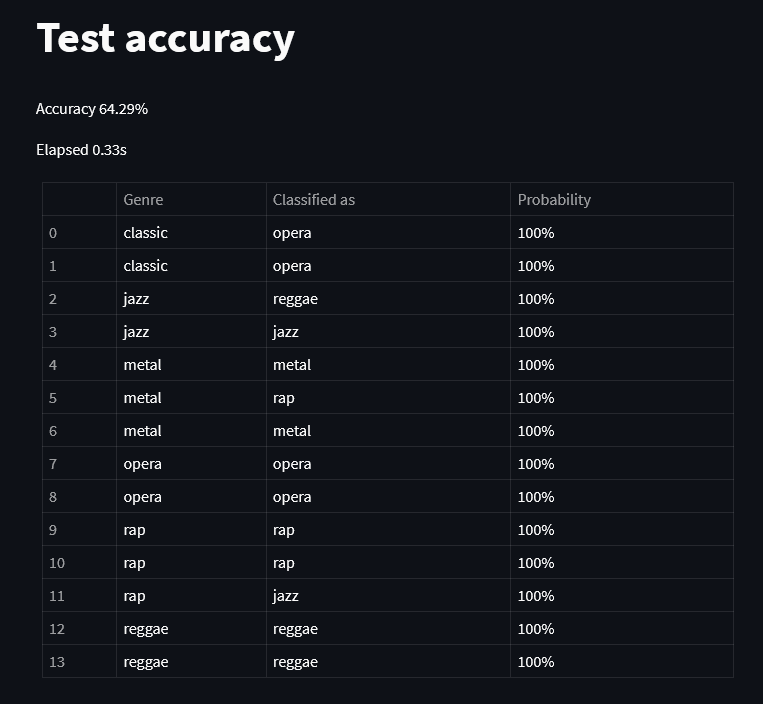 Test accuracy
Accuracy 64.29%
Elapsed 0.33s
Genre Classified as Probability
0 classic opera 100%
1 classic opera 100%
2 jazz reggae 100%
3 jazz jazz 100%
4 metal metal 100%
5 metal rap 100%
6 metal metal 100%
7 opera opera 100%
8 opera opera 100%
9 rap rap 100%
10 rap rap 100%
11 rap jazz 100%
12 reggae reggae 100%
13 reggae reggae 100%